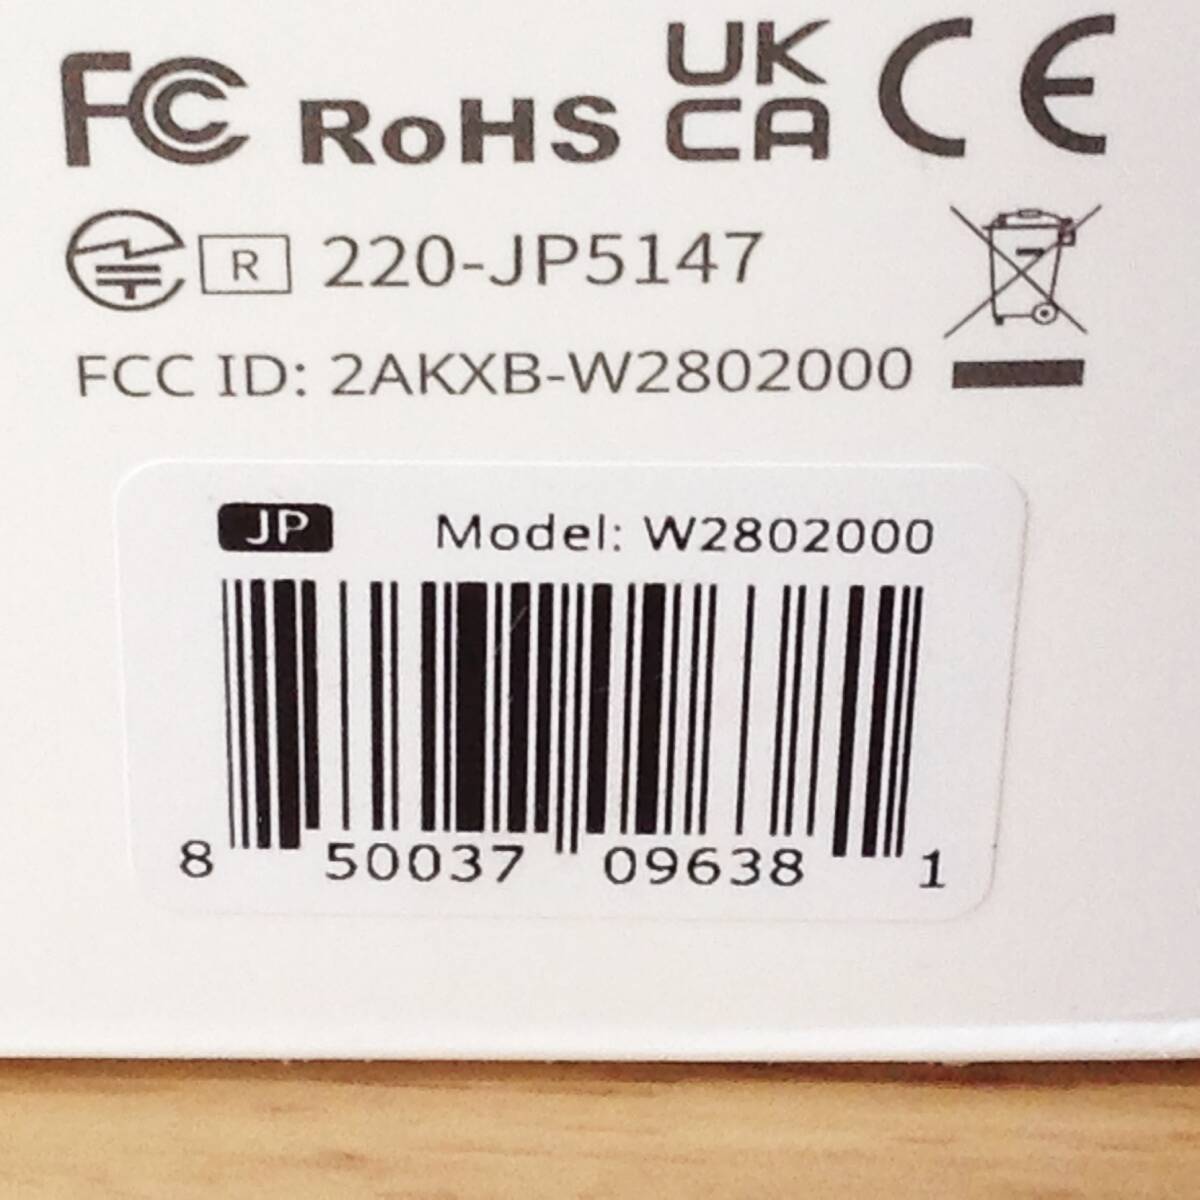 FC RoHS UK CA CE
R 220-JP5147
FCC ID: 2AKXB-W2802000
JP Model: W2802000
8 50037 09638 1